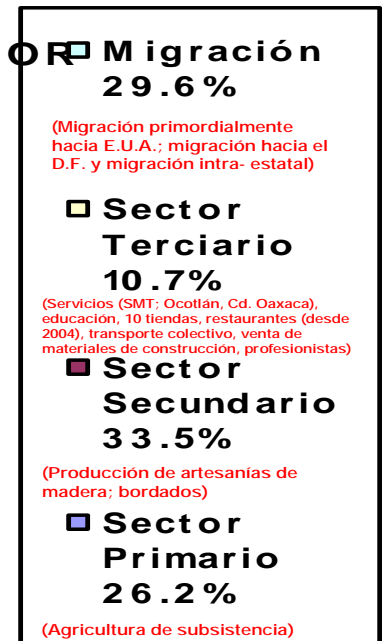 OR Migración
29.6%
(Migración primordialmente
hacia E.U.A.; migración hacia el
D.F. y migración intra- estatal)
Sector
Terciario
10.7%
(Servicios (SMT; Ocotlán, Cd. Oaxaca),
educación, 10 tiendas, restaurantes (desde
2004), transporte colectivo, venta de
materiales de construcción, profesionistas)
Sector
Secundario
33.5%
(Producción de artesanías de
madera; bordados)
Sector
Primario
26.2%
(Agricultura de subsistencia)